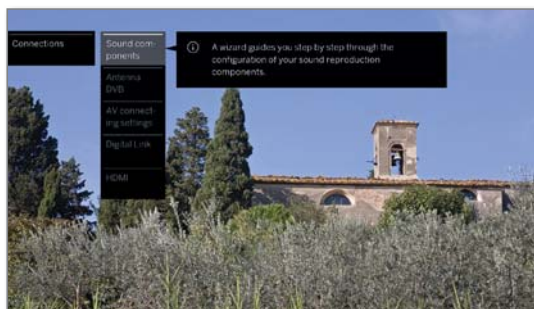 Connections
Sound com-
ponents
A wizard guides you step by step through the
configuration of your sound reproduction
components.
Antenna
DVB
AV connect-
ing settings
Digital Link
HDMI